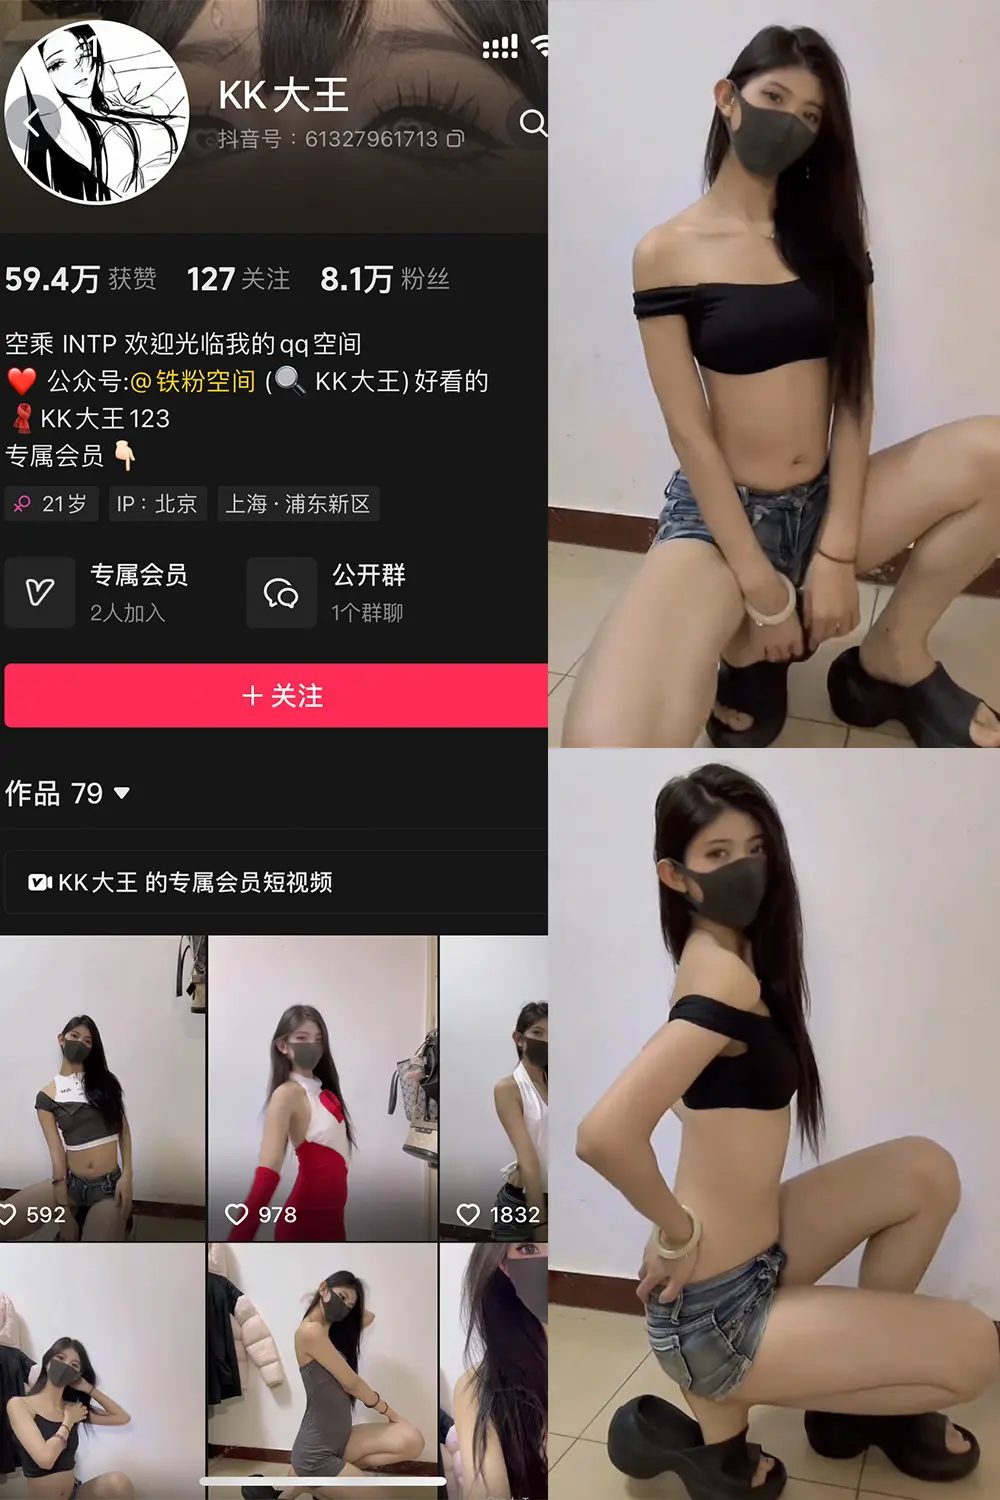 KK大王
抖音号：61327961713
59.4万 获赞 127 关注 8.1万 粉丝
空乘 INTP 欢迎光临我的qq空间
公众号:@铁粉空间 (🔍 KK大王)好看的
KK大王123
专属会员
21岁 IP：北京 上海·浦东新区
专属会员
2人加入
公开群
1个群聊
+ 关注
作品 79
KK大王 的专属会员短视频
592
978
1832